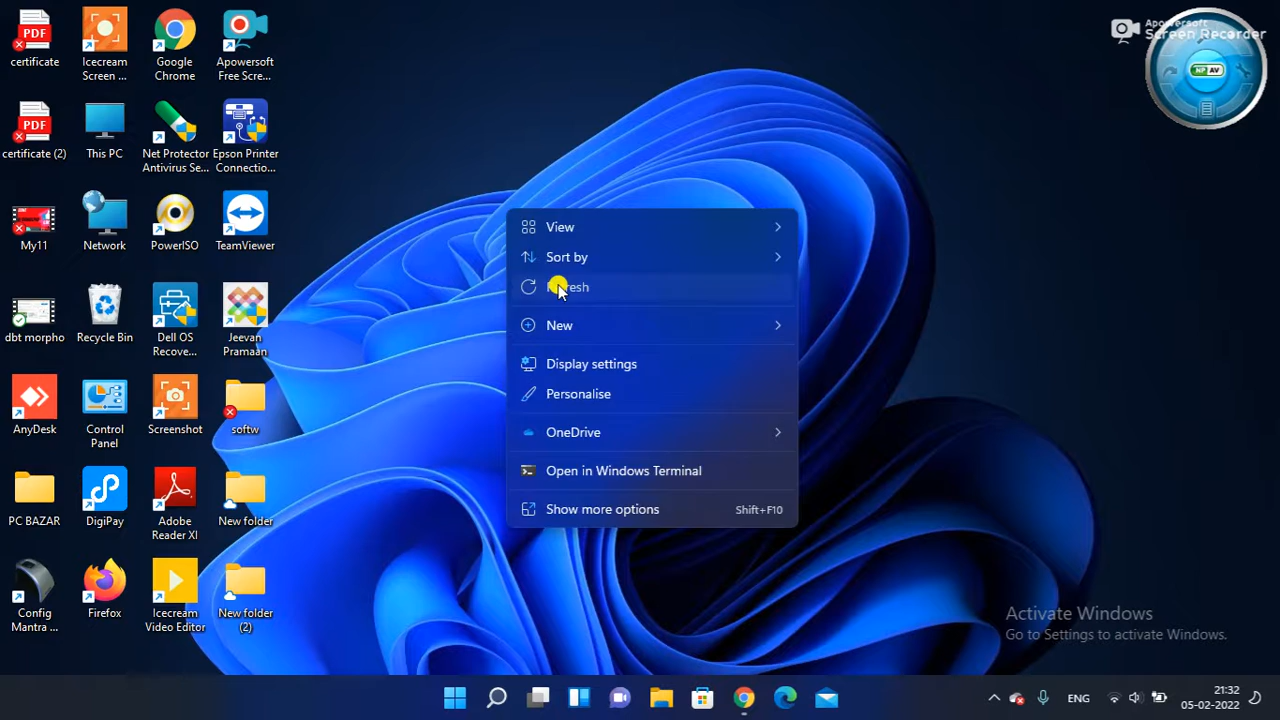 PDF
certificate
Icecream
Screen ...
Google
Chrome
Apowersoft
Free Scre...
PDF
certificate (2)
This PC
Net Protector
Antivirus Se...
Epson Printer
Connectio...
My11
Network
PowerISO
TeamViewer
dbt morpho
Recycle Bin
Dell OS
Recove...
Jeevan
Pramaan
AnyDesk
Control
Panel
Screenshot
softw
PC BAZAR
DigiPay
Adobe
Reader XI
New folder
Config
Mantra ...
Firefox
Icecream
Video Editor
New folder
(2)
View
Sort by
New
Display settings
Personalise
OneDrive
Open in Windows Terminal
Show more options Shift+F10
Apowersoft
Screen Recorder
NP AV
Activate Windows
Go to Settings to activate Windows.
ENG
21:32
05-02-2022